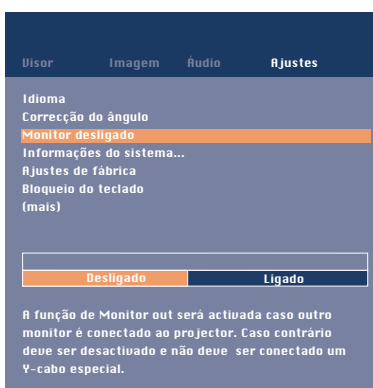 Visor Imagem Áudio Ajustes
Idioma
Correcção do ângulo
Monitor desligado
Informações do sistema...
Ajustes de fábrica
Bloqueio do teclado
(mais)
Desligado Ligado
A função de Monitor out será activada caso outro
monitor é conectado ao projector. Caso contrário
deve ser desactivado e não deve ser conectado um
Y-cabo especial.